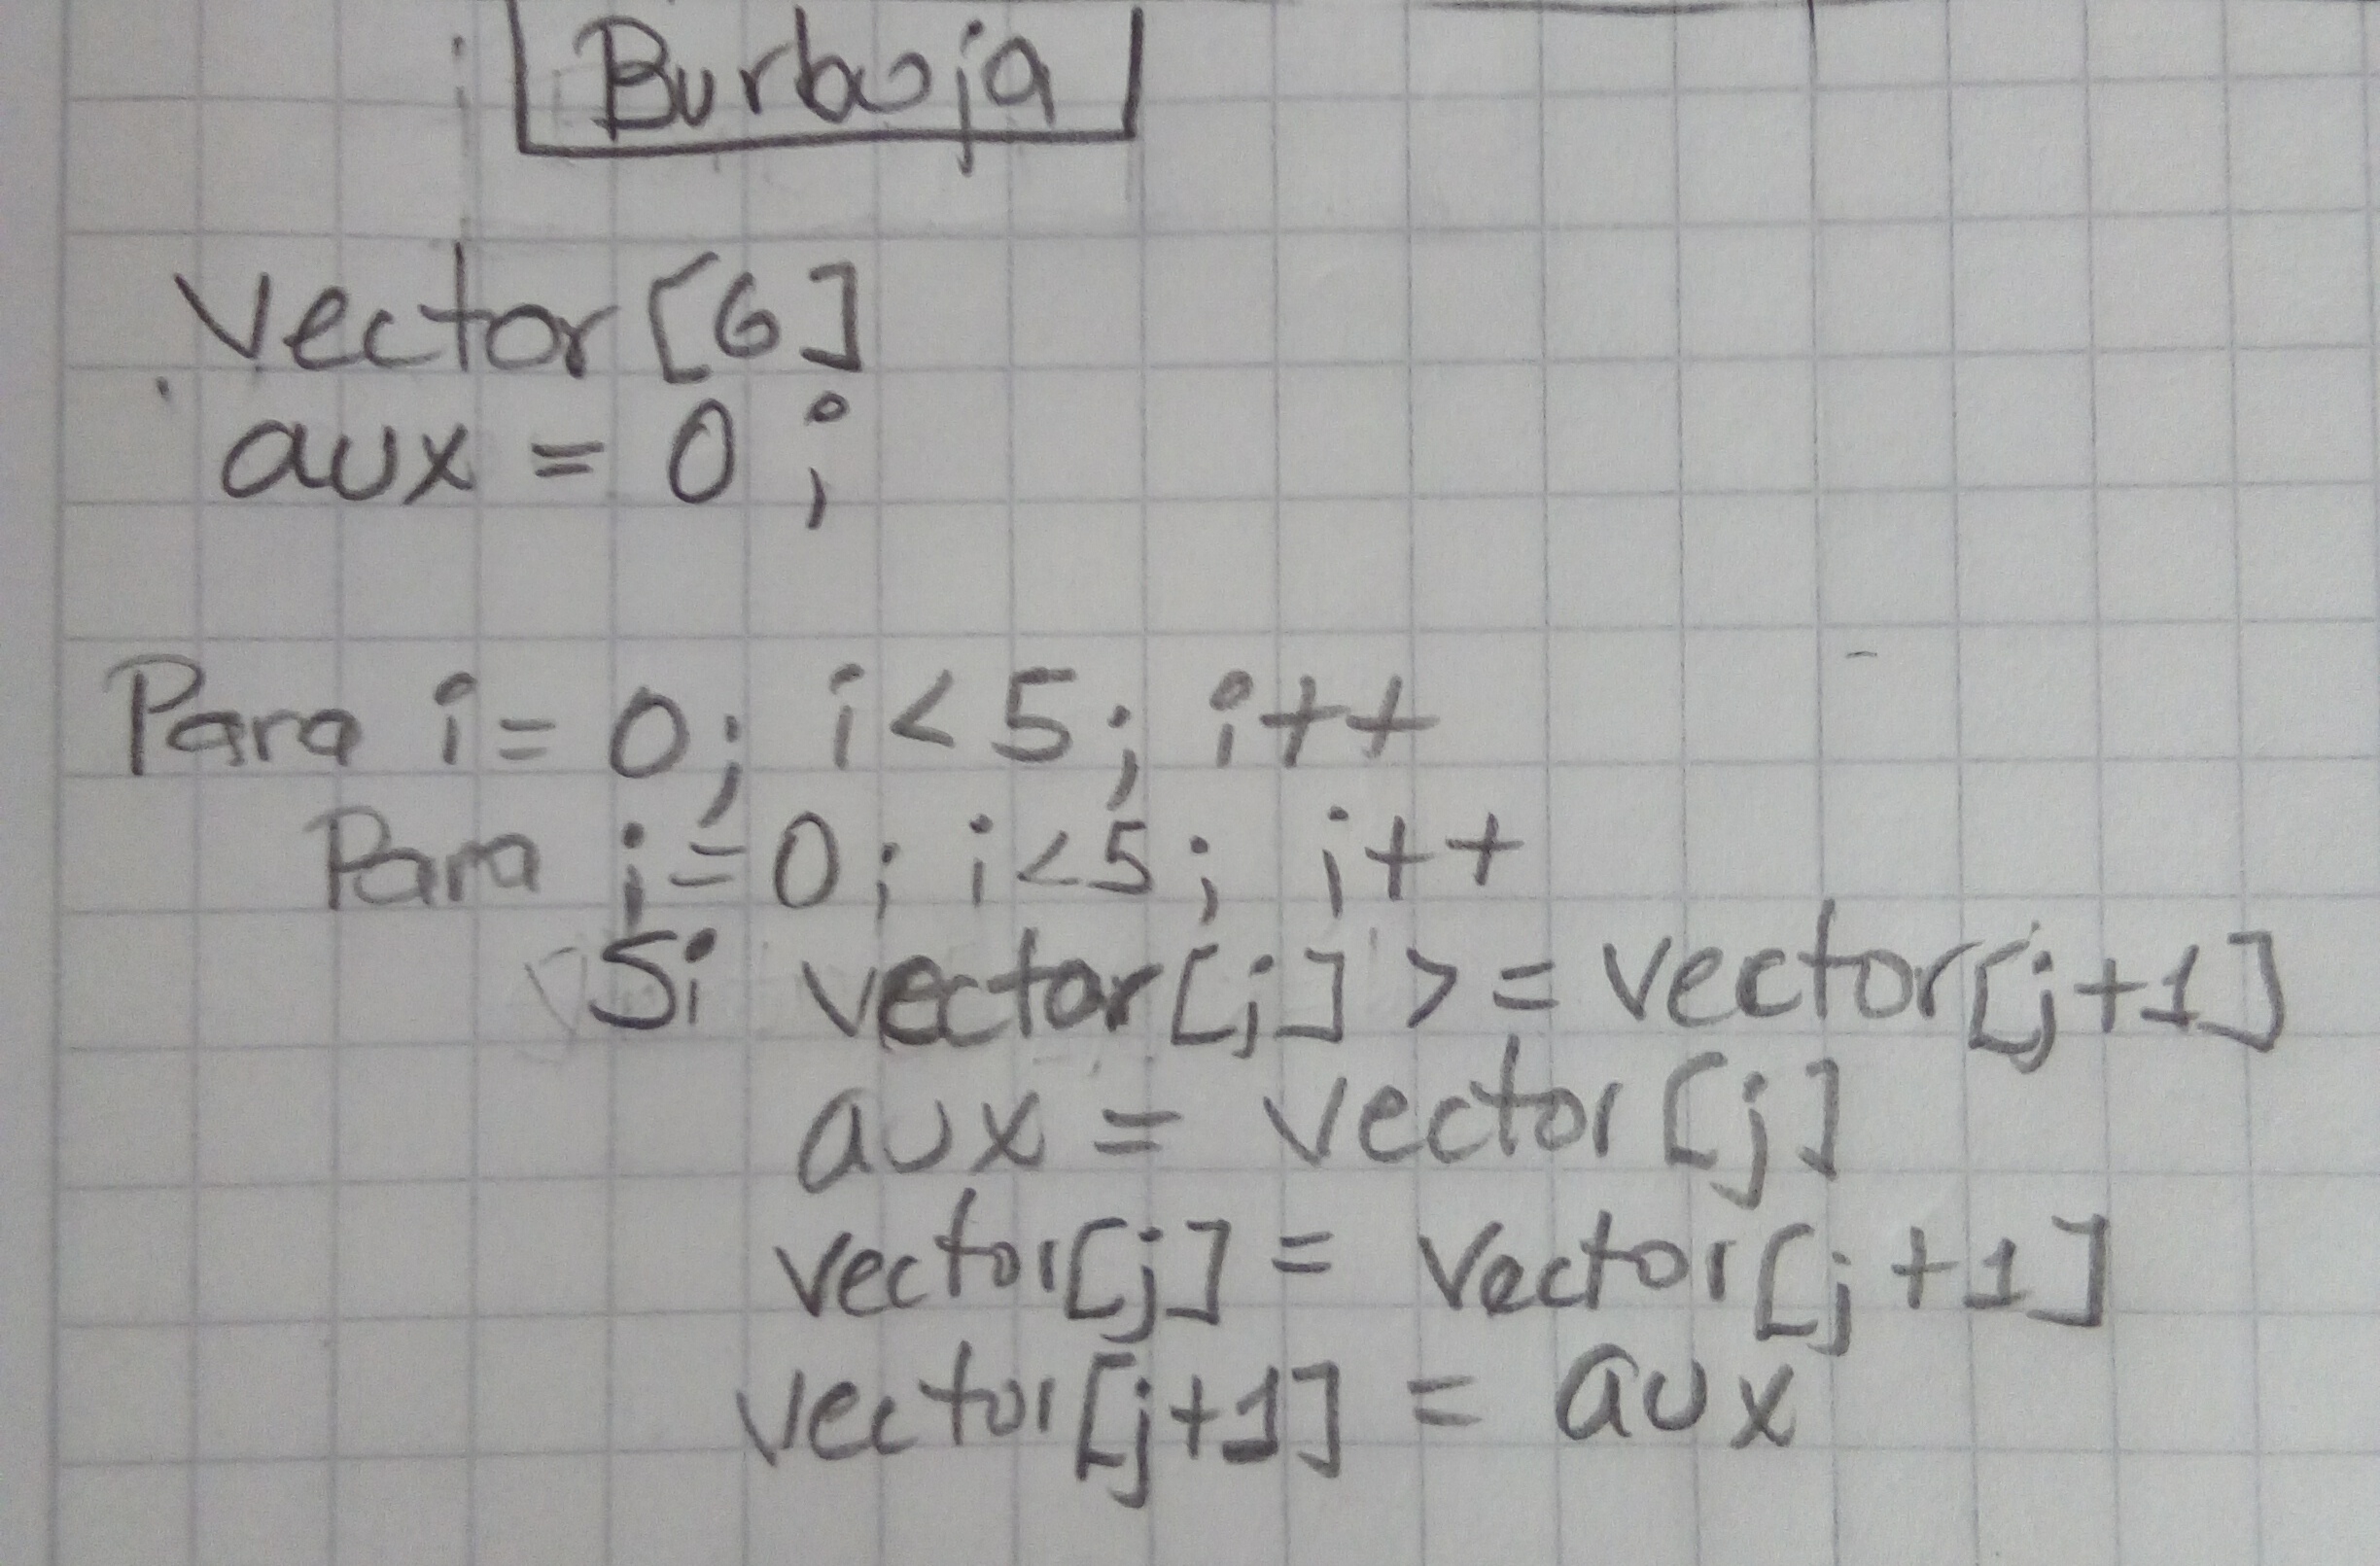 Burbuja
vector[6]
aux = 0;
Para i= 0; i<5; i++
Para j=0; i<5; j++
Si vector[j] >= vector[j+1]
aux = vector[j]
vector[j] = vector[j+1]
vector[j+1] = aux